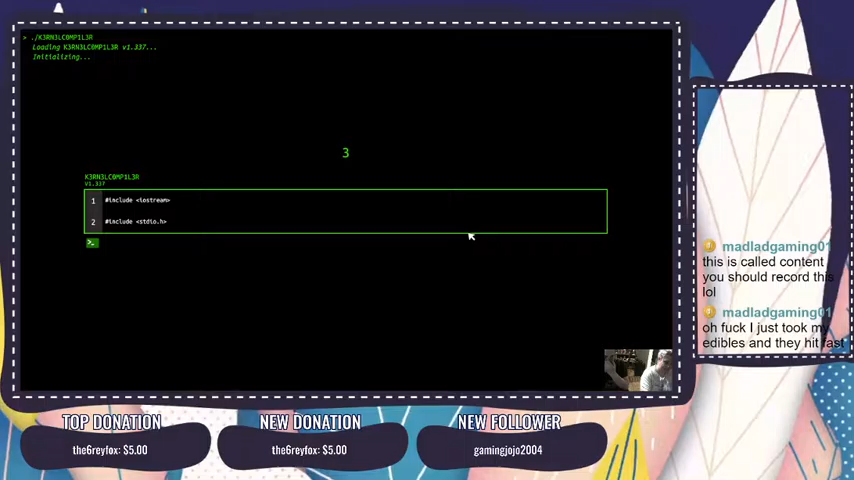 > ./K3RN3LC0MP1L3R
Loading K3RN3LC0MP1L3R v1.337...
Initializing...
3
K3RN3LC0MP1L3R
v1.337
1 #include <iostream>
2 #include <stdio.h>
>_
madladgaming01
this is called content
you should record this
lol
madladgaming01
oh fuck I just took my
edibles and they hit fast
TOP DONATION
the6reyfox: $5.00
NEW DONATION
the6reyfox: $5.00
NEW FOLLOWER
gamingjojo2004